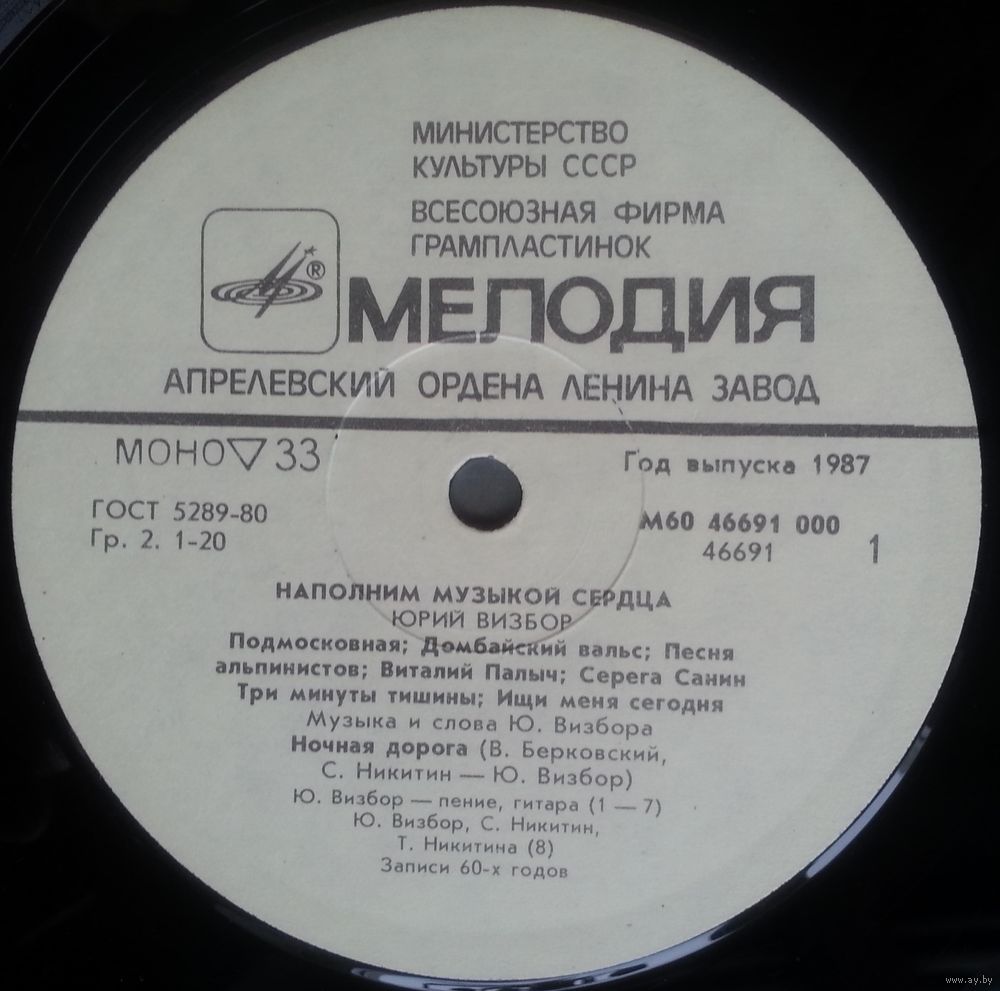 МИНИСТЕРСТВО
КУЛЬТУРЫ СССР
ВСЕСОЮЗНАЯ ФИРМА
ГРАМПЛАСТИНОК
®
МЕЛОДИЯ
АПРЕЛЕВСКИЙ ОРДЕНА ЛЕНИНА ЗАВОД
МОНО ▽ 33
Год выпуска 1987
ГОСТ 5289-80
Гр. 2. 1-20
М60 46691 000
46691
1
НАПОЛНИМ МУЗЫКОЙ СЕРДЦА
ЮРИЙ ВИЗБОР
Подмосковная; Домбайский вальс; Песня
альпинистов; Виталий Палыч; Серега Санин
Три минуты тишины; Ищи меня сегодня
Музыка и слова Ю. Визбора
Ночная дорога (В. Берковский,
С. Никитин — Ю. Визбор)
Ю. Визбор — пение, гитара (1 — 7)
Ю. Визбор, С. Никитин,
Т. Никитина (8)
Записи 60-х годов
www.ay.by